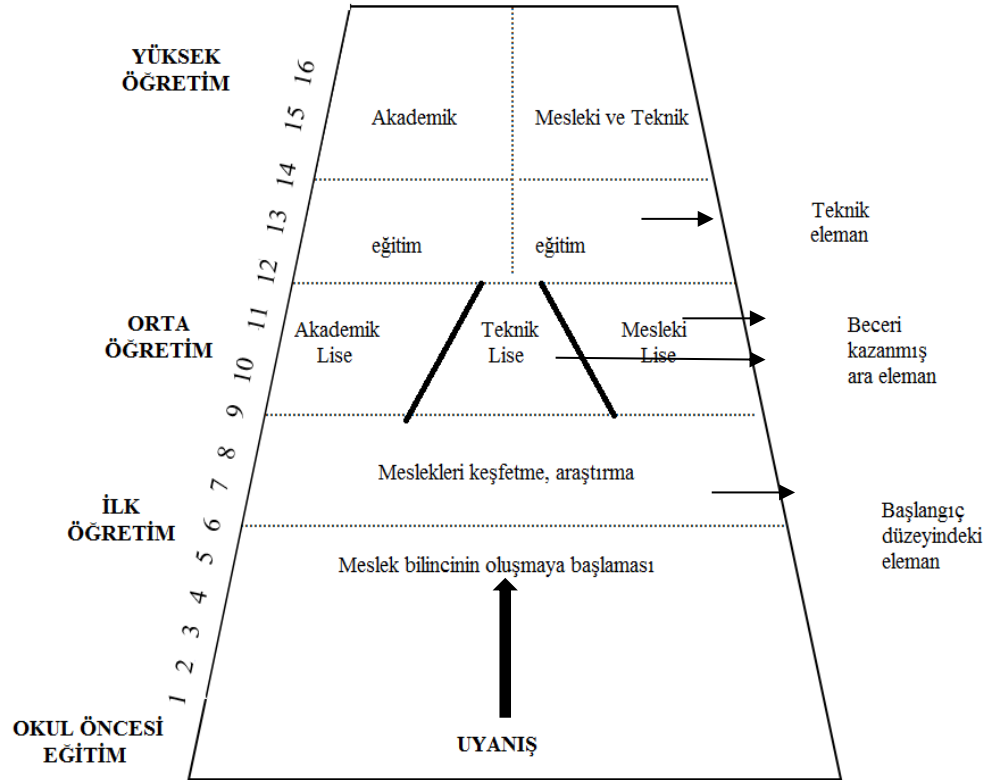 YÜKSEK
ÖĞRETİM
16
15
Akademik
Mesleki ve Teknik
14
13
Teknik
eleman
eğitim
eğitim
12
ORTA
ÖĞRETİM
11
Akademik
Lise
Teknik
Lise
Mesleki
Lise
Beceri
kazanmış
ara eleman
10
9
8
Meslekleri keşfetme, araştırma
7
İLK
ÖĞRETİM
6
Başlangıç
düzeyindeki
eleman
5
Meslek bilincinin oluşmaya başlaması
4
3
2
1
OKUL ÖNCESİ
EĞİTİM
UYANIŞ